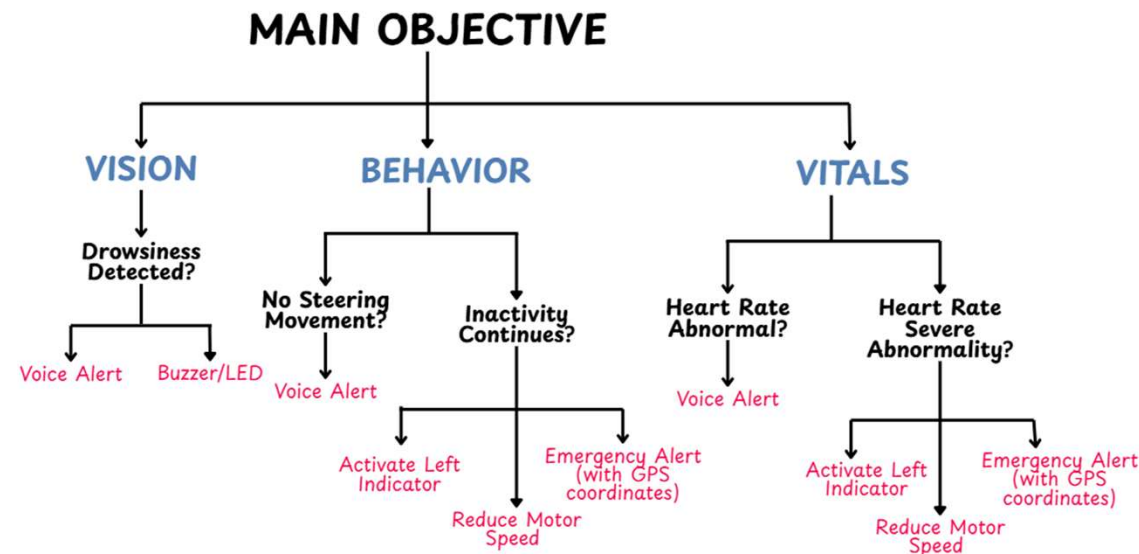 MAIN OBJECTIVE
VISION
BEHAVIOR
VITALS
Drowsiness
Detected?
Voice Alert
Buzzer/LED
No Steering
Movement?
Voice Alert
Inactivity
Continues?
Activate Left
Indicator
Reduce Motor
Speed
Emergency Alert
(with GPS
coordinates)
Heart Rate
Abnormal?
Voice Alert
Heart Rate
Severe
Abnormality?
Activate Left
Indicator
Reduce Motor
Speed
Emergency Alert
(with GPS
coordinates)